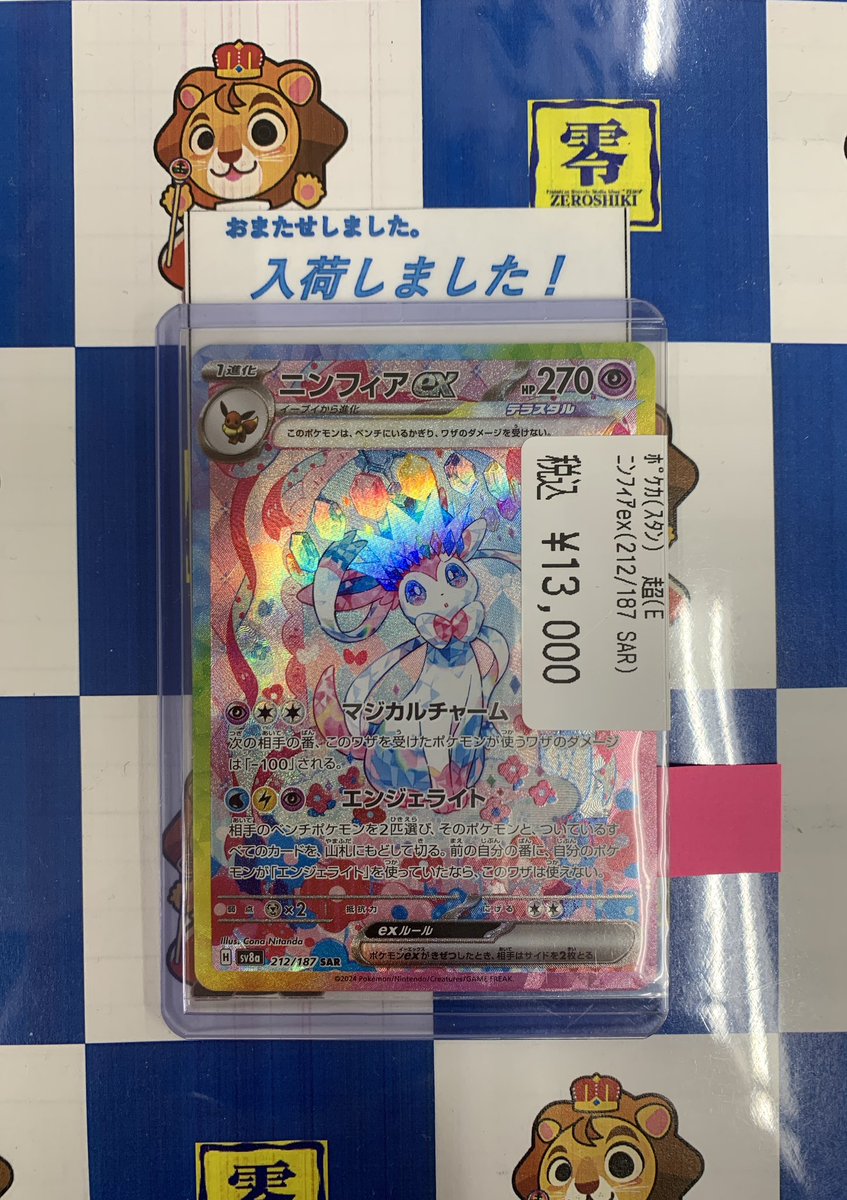 零
ZEROSHIKI
おまたせしました。
入荷しました！
1進化
ニンフィアex
HP270
イーブイから進化
テラスタル
このポケモンは、ベンチにいるかぎり、ワザのダメージを受けない。
ポケカ(スタン) 超(E
ニンフィアex(212/187 SAR)
税込 ¥13,000
マジカルチャーム
次の相手の番、このワザを受けたポケモンが使うワザのダメージ
は「-100」される。
エンジェライト
相手のベンチポケモンを2匹選び、そのポケモンと、ついているす
べてのカードを、山札にもどして切る。前の自分の番に、自分のポケ
モンが「エンジェライト」を使っていたなら、このワザは使えない。
弱点 ×2 抵抗力 にげる
exルール
ポケモンexがきぜつしたとき、相手はサイドを2枚とる
Illus. Cona Nitanda
H sv8a 212/187 SAR
©2024 Pokémon/Nintendo/Creatures/GAME FREAK.
零